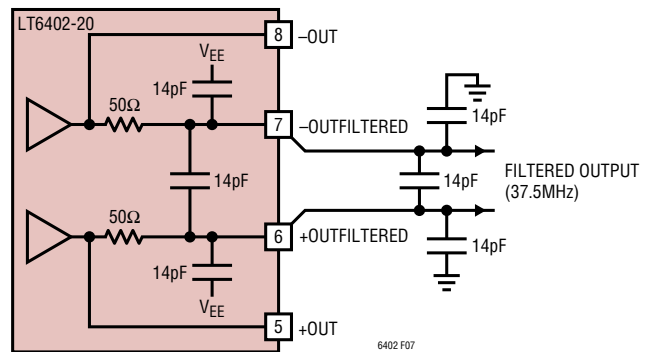 LT6402-20
8
–OUT
VEE
14pF
50Ω
7
–OUTFILTERED
14pF
14pF
14pF
FILTERED OUTPUT
(37.5MHz)
50Ω
6
+OUTFILTERED
14pF
14pF
VEE
5
+OUT
6402 F07